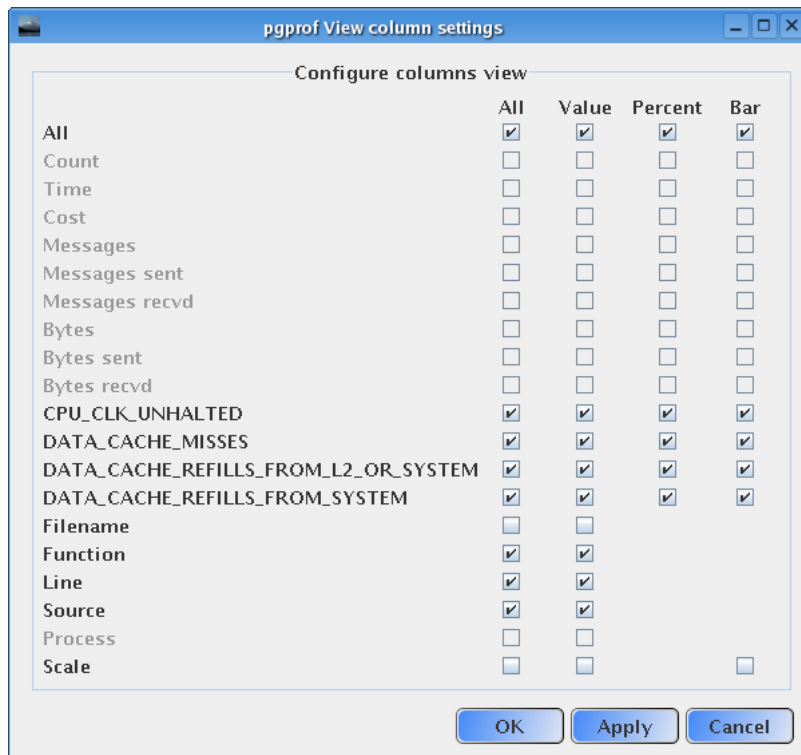 pgprof View column settings
Configure columns view
All Value Percent Bar
All
Count
Time
Cost
Messages
Messages sent
Messages recvd
Bytes
Bytes sent
Bytes recvd
CPU_CLK_UNHALTED
DATA_CACHE_MISSES
DATA_CACHE_REFILLS_FROM_L2_OR_SYSTEM
DATA_CACHE_REFILLS_FROM_SYSTEM
Filename
Function
Line
Source
Process
Scale
OK Apply Cancel